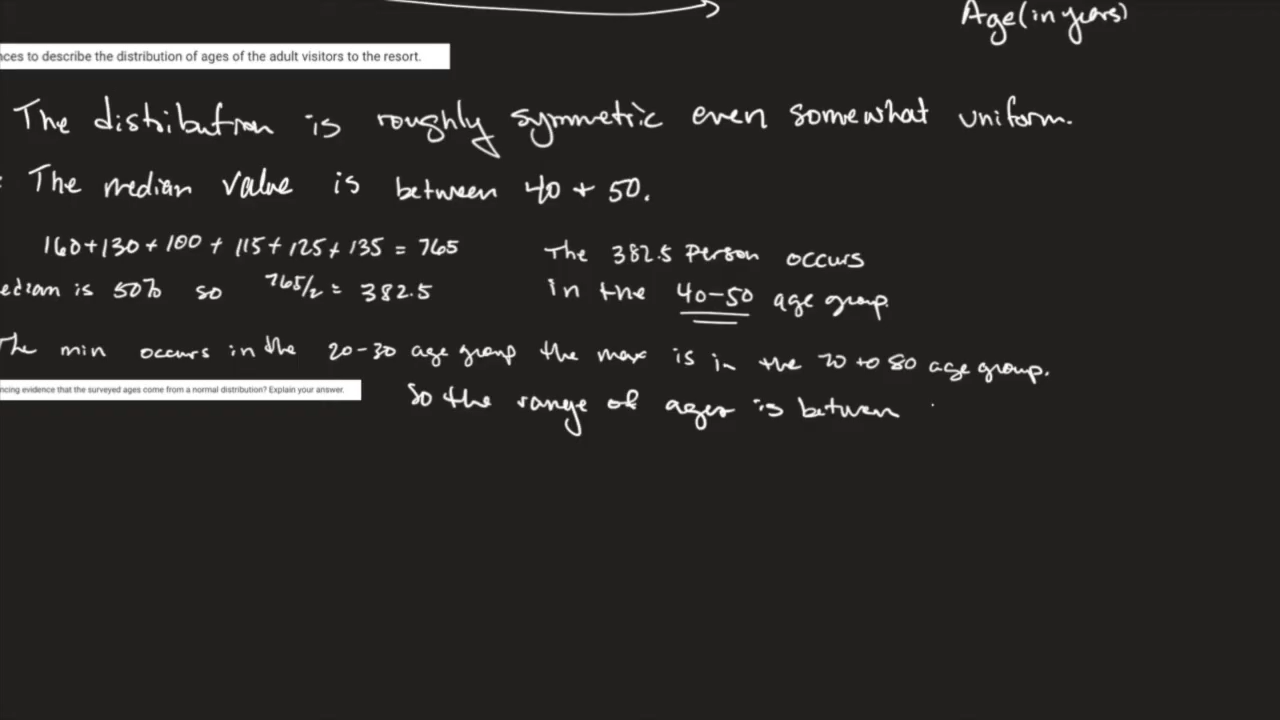 Age (in years)
nces to describe the distribution of ages of the adult visitors to the resort.
The distribution is roughly symmetric even somewhat uniform.
: The median value is between 40 + 50.
160+130+100+115+125+135 = 765
The 382.5 Person occurs
edian is 50% so 765/2 = 382.5
in the 40-50 age group.
The min occurs in the 20-30 age group the max is in the 70 to 80 age group.
ncing evidence that the surveyed ages come from a normal distribution? Explain your answer.
So the range of ages is between